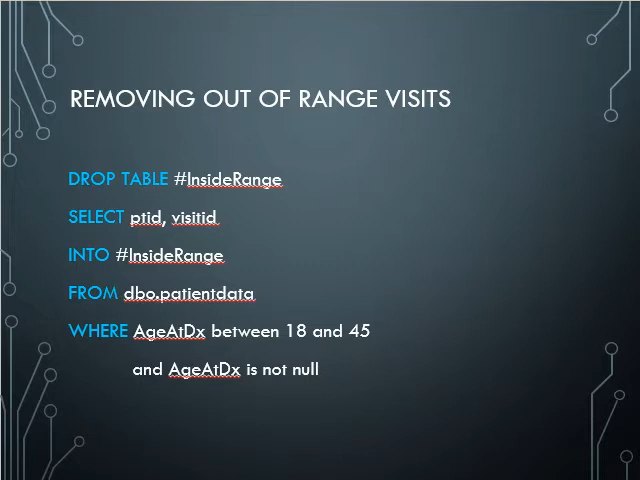 REMOVING OUT OF RANGE VISITS
DROP TABLE #InsideRange
SELECT ptid, visitid
INTO #InsideRange
FROM dbo.patientdata
WHERE AgeAtDx between 18 and 45
and AgeAtDx is not null